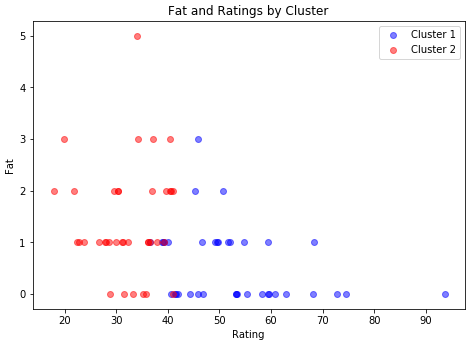 Fat and Ratings by Cluster
Cluster 1
Cluster 2
5
4
3
2
1
0
Fat
20 30 40 50 60 70 80 90
Rating